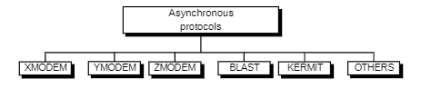 Asynchronous
protocols
XMODEM YMODEM ZMODEM BLAST KERMIT OTHERS